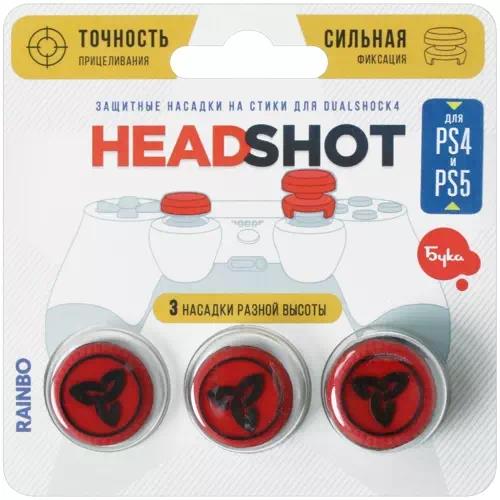 ТОЧНОСТЬ
ПРИЦЕЛИВАНИЯ
СИЛЬНАЯ
ФИКСАЦИЯ
ЗАЩИТНЫЕ НАСАДКИ НА СТИКИ ДЛЯ DUALSHOCK4
HEADSHOT
ДЛЯ
PS4
И
PS5
Бука
3 НАСАДКИ РАЗНОЙ ВЫСОТЫ
RAINBO